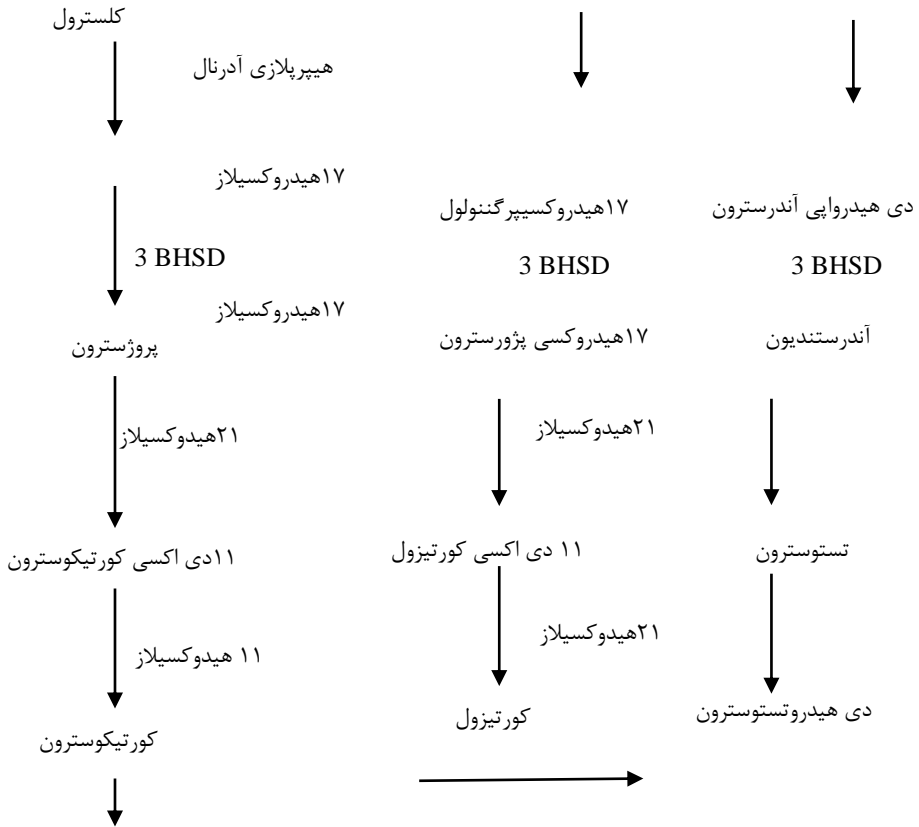 کلسترول
هیپرپلازی آدرنال
۱۷هیدروکسیلاز
دی هیدرواپی آندرسترون
۱۷هیدروکسیپرگننولول
3 BHSD
3 BHSD
3 BHSD
۱۷هیدروکسیلاز
آندرستندیون
۱۷هیدروکسی پژورسترون
پروژسترون
۲۱هیدوکسیلاز
۲۱هیدوکسیلاز
تستوسترون
۱۱ دی اکسی کورتیزول
۱۱دی اکسی کورتیکوسترون
۲۱هیدوکسیلاز
۱۱ هیدوکسیلاز
دی هیدروتستوسترون
کورتیزول
کورتیکوسترون